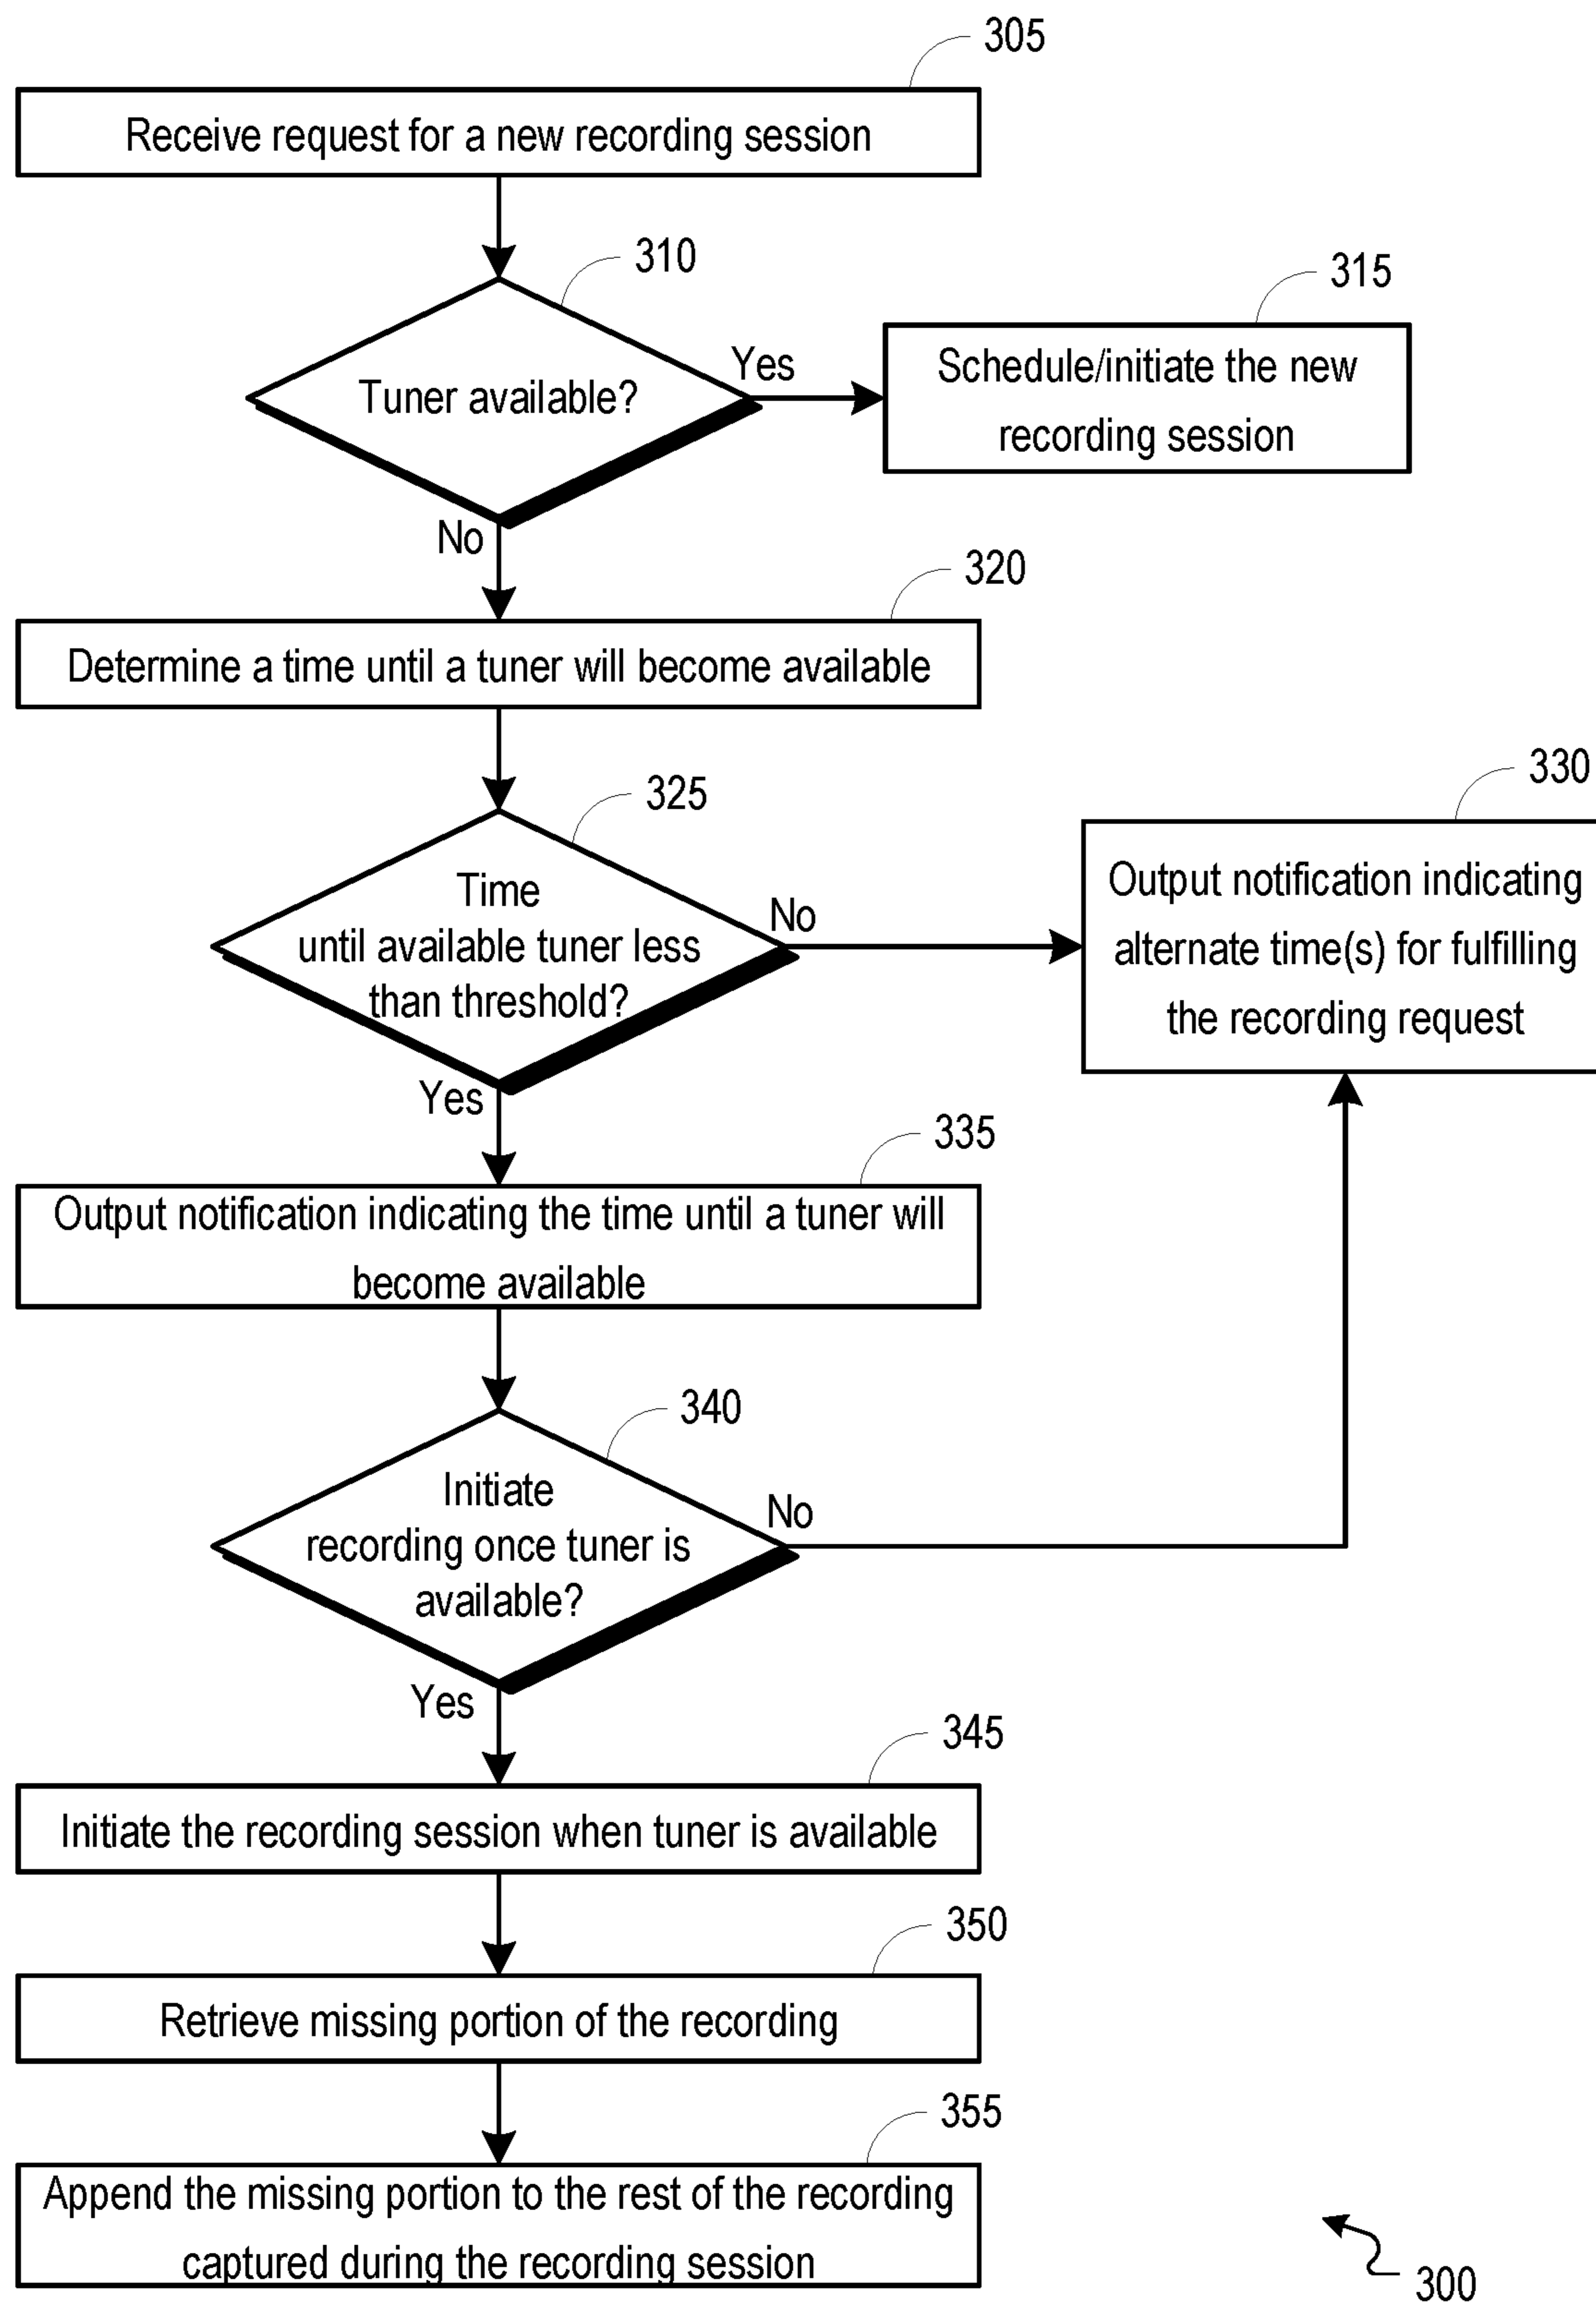 305
Receive request for a new recording session
310
Tuner available?
Yes
315
Schedule/initiate the new
recording session
No
320
Determine a time until a tuner will become available
325
Time
until available tuner less
than threshold?
No
330
Output notification indicating
alternate time(s) for fulfilling
the recording request
Yes
335
Output notification indicating the time until a tuner will
become available
340
Initiate
recording once tuner is
available?
No
Yes
345
Initiate the recording session when tuner is available
350
Retrieve missing portion of the recording
355
Append the missing portion to the rest of the recording
captured during the recording session
300